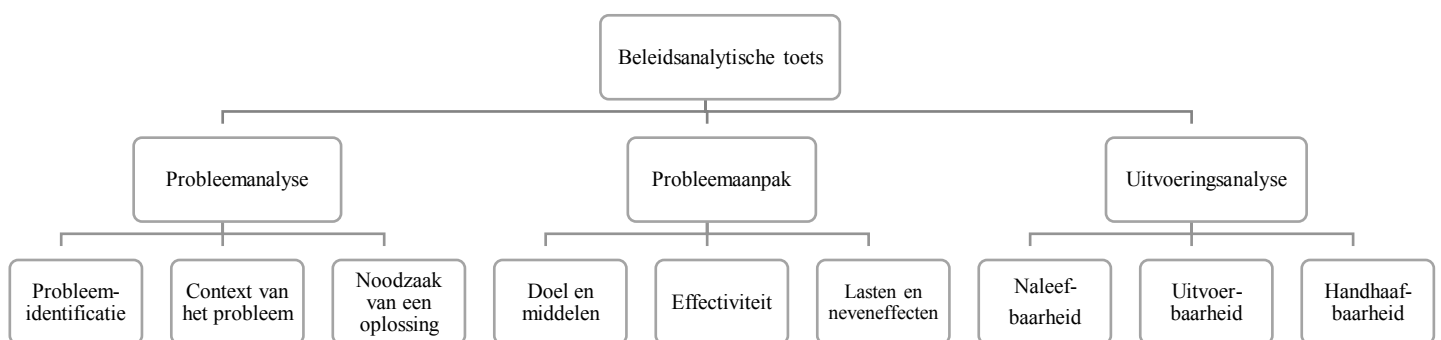 Beleidsanalytische toets
Probleemanalyse
Probleemaanpak
Uitvoeringsanalyse
Probleem-
identificatie
Context van
het probleem
Noodzaak
van een
oplossing
Doel en
middelen
Effectiviteit
Lasten en
neveneffecten
Naleef-
baarheid
Uitvoer-
baarheid
Handhaaf-
baarheid